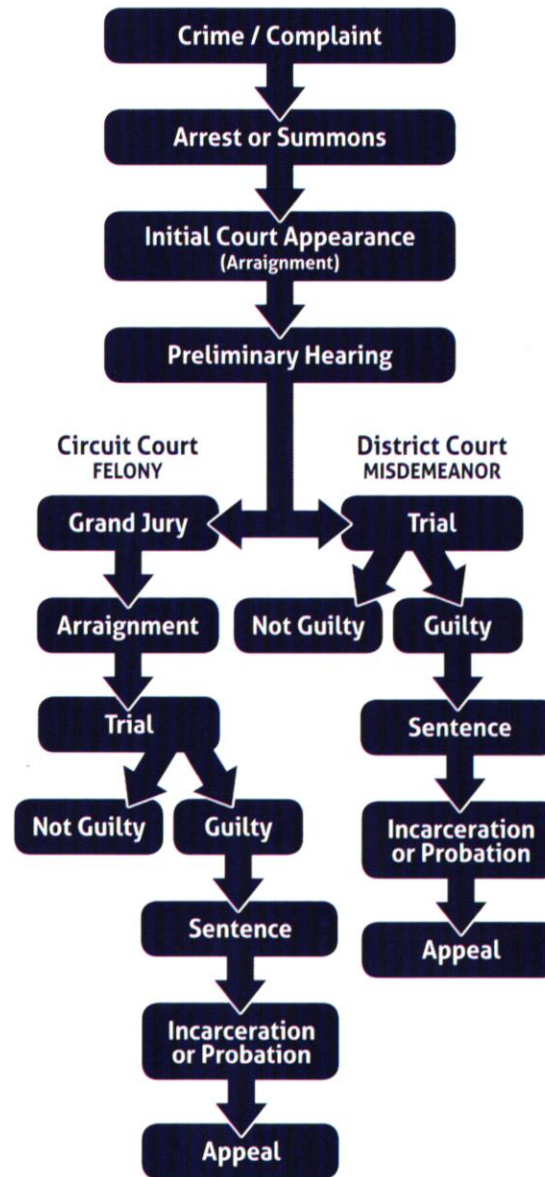 Crime / Complaint
Arrest or Summons
Initial Court Appearance
(Arraignment)
Preliminary Hearing
Circuit Court
FELONY
Grand Jury
Arraignment
Trial
Not Guilty
Guilty
Sentence
Incarceration
or Probation
Appeal
District Court
MISDEMEANOR
Trial
Not Guilty
Guilty
Sentence
Incarceration
or Probation
Appeal